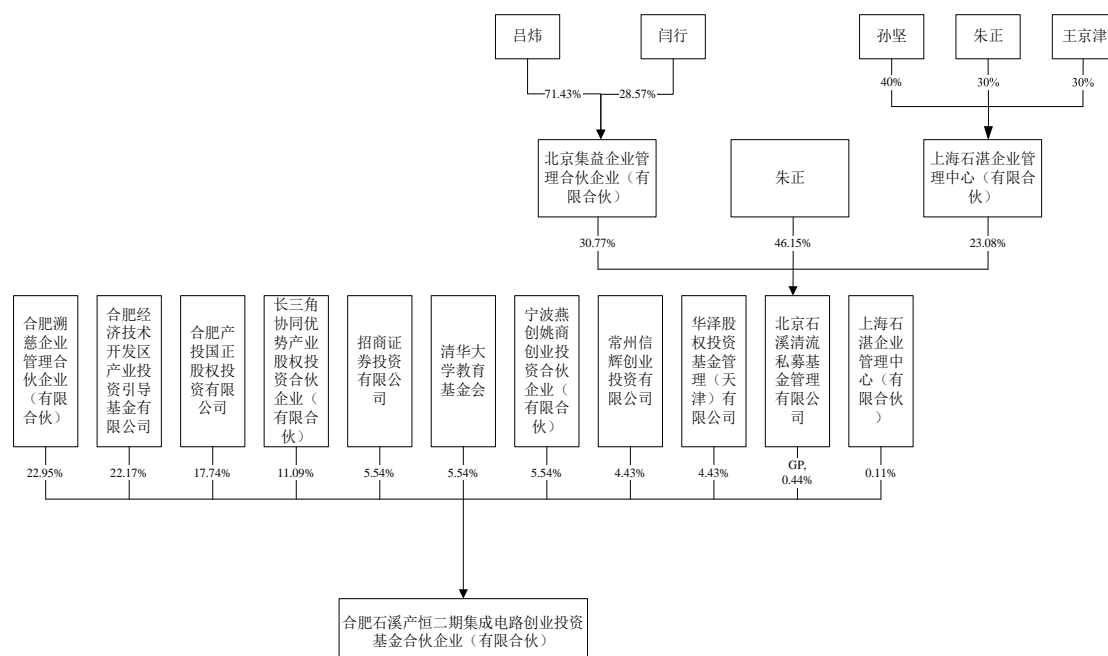 吕炜
闫行
孙坚
朱正
王京津
71.43%
28.57%
40%
30%
30%
北京集益企业管
理合伙企业（有
限合伙）
朱正
上海石湛企业管
理中心（有限合
伙）
30.77%
46.15%
23.08%
合肥溯
慈企业
管理合
伙企业
（有限
合伙）
合肥经
济技术
开发区
产业投
资引导
基金有
限公司
合肥产
投国正
股权投
资有限
公司
长三角
协同优
势产业
股权投
资合伙
企业（
有限合
伙）
招商证
券投资
有限公
司
清华大
学教育
基金会
宁波燕
创姚商
创业投
资合伙
企业（
有限合
伙）
常州信
辉创业
投资有
限公司
华泽股
权投资
基金管
理（天
津）有
限公司
北京石
溪清流
私募基
金管理
有限公
司
上海石
湛企业
管理中
心（有
限合伙
）
22.95%
22.17%
17.74%
11.09%
5.54%
5.54%
5.54%
4.43%
4.43%
GP,
0.44%
0.11%
合肥石溪产恒二期集成电路创业投资
基金合伙企业（有限合伙）